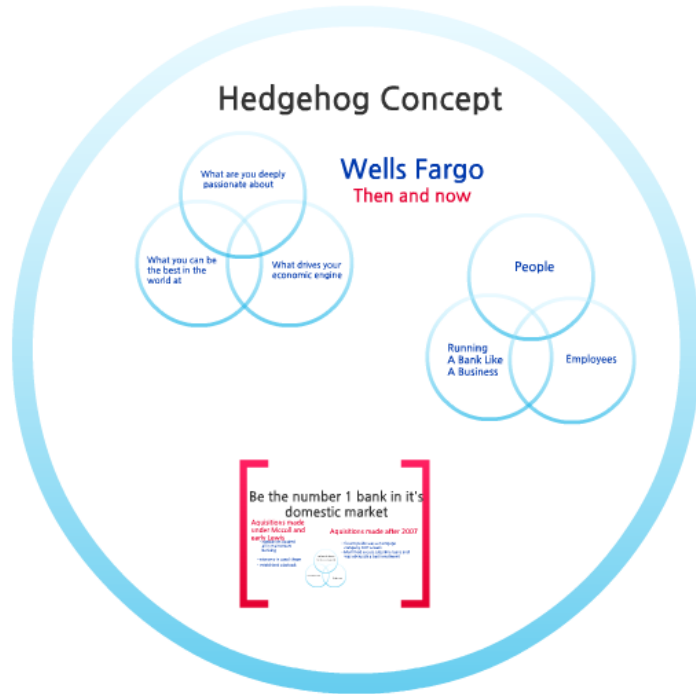 Hedgehog Concept
Wells Fargo
Then and now
What are you deeply
passionate about
What you can be
the best in the
world at
What drives your
economic engine
People
Running
A Bank Like
A Business
Employees
Be the number 1 bank in it's
domestic market
Aquisitions made
under Mccoll and
early Lewis
Aquisitions made after 2007